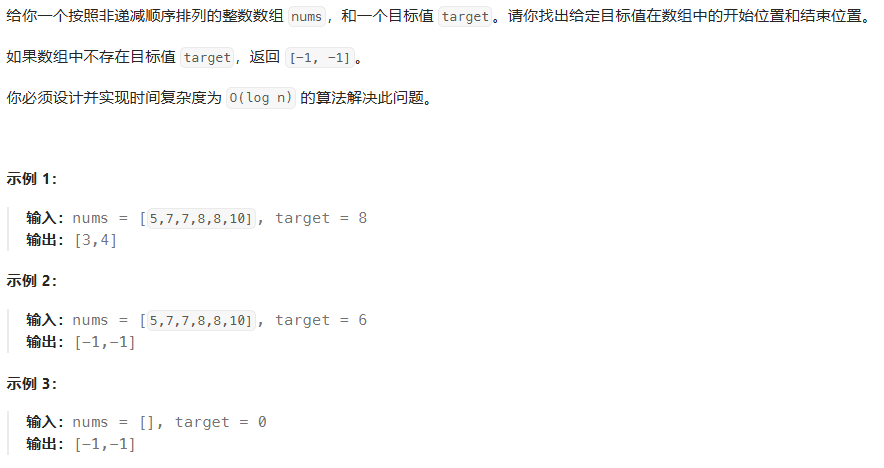 给你一个按照非递减顺序排列的整数数组 nums，和一个目标值 target。请你找出给定目标值在数组中的开始位置和结束位置。
如果数组中不存在目标值 target，返回 [-1, -1]。
你必须设计并实现时间复杂度为 O(log n) 的算法解决此问题。
示例 1：
输入：nums = [5,7,7,8,8,10], target = 8
输出：[3,4]
示例 2：
输入：nums = [5,7,7,8,8,10], target = 6
输出：[-1,-1]
示例 3：
输入：nums = [], target = 0
输出：[-1,-1]